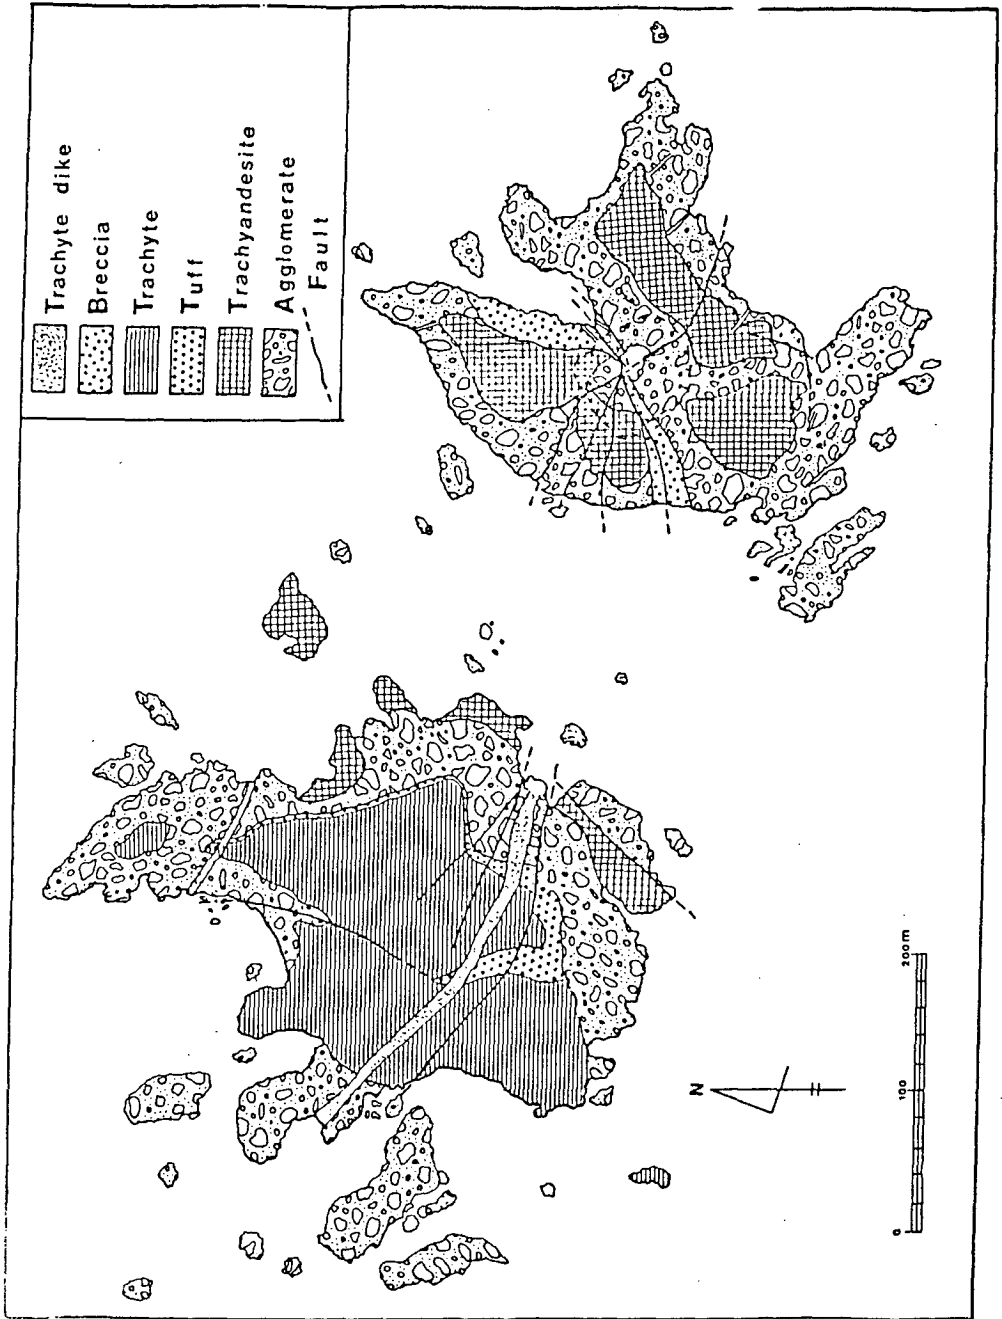 Trachyte dike
Breccia
Trachyte
Tuff
Trachyandesite
Agglomerate
Fault
N
0 100 200m